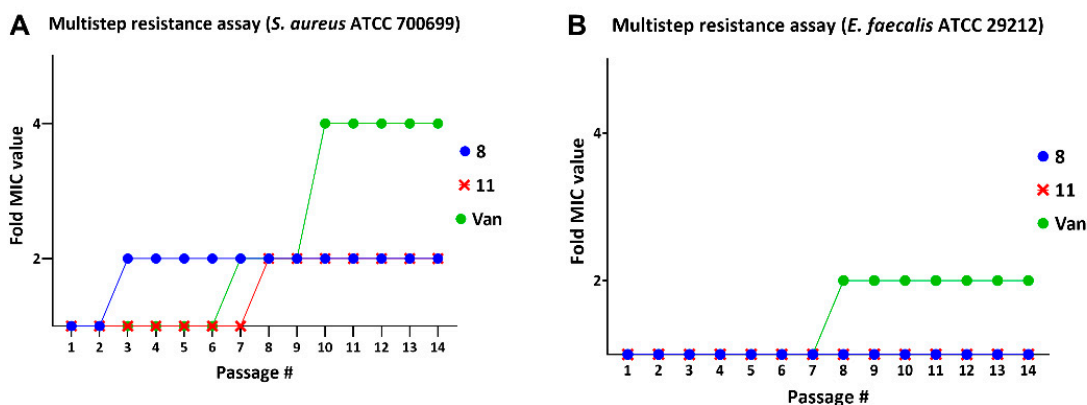 A Multistep resistance assay (S. aureus ATCC 700699)
Fold MIC value
4
2
8
11
Van
1 2 3 4 5 6 7 8 9 10 11 12 13 14
Passage #
B Multistep resistance assay (E. faecalis ATCC 29212)
Fold MIC value
4
2
8
11
Van
1 2 3 4 5 6 7 8 9 10 11 12 13 14
Passage #